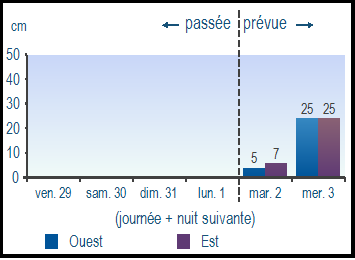 passée prévue
cm
50
40
30
20
10
0
5 7 25 25
ven. 29 sam. 30 dim. 31 lun. 1 mar. 2 mer. 3
(journée + nuit suivante)
Ouest Est